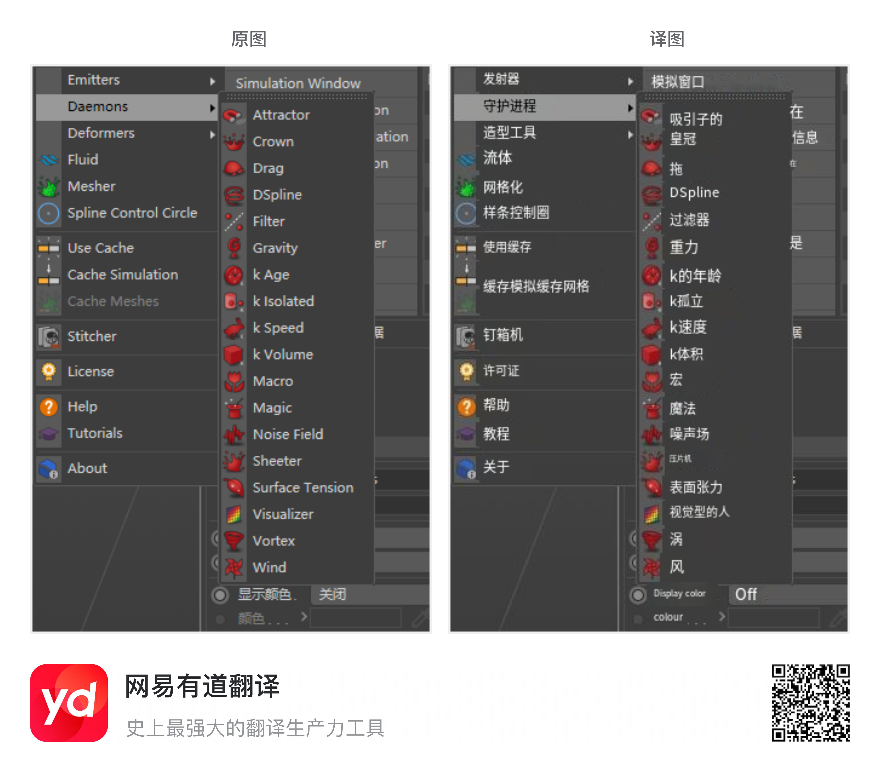 原图
译图
Emitters
Simulation Window
Daemons
Attractor
on
Deformers
Crown
ation
Fluid
Drag
on
Mesher
DSpline
Spline Control Circle
Filter
Use Cache
Gravity
er
Cache Simulation
k Age
Cache Meshes
k Isolated
Stitcher
k Speed
据
k Volume
License
Macro
Help
Magic
Tutorials
Noise Field
About
Sheeter
Surface Tension
s
Visualizer
Vortex
Wind
显示颜色.
关闭
颜色...
发射器
模拟窗口
守护进程
吸引子的
在
造型工具
皇冠
信息
流体
拖
在
网格化
DSpline
样条控制圈
过滤器
使用缓存
重力
是
缓存模拟缓存网格
k的年龄
k孤立
钉箱机
k速度
据
k体积
许可证
宏
帮助
魔法
教程
噪声场
关于
压片机
表面张力
s
视觉型的人
涡
风
Display color
Off
colour ...
yd
网易有道翻译
史上最强大的翻译生产力工具